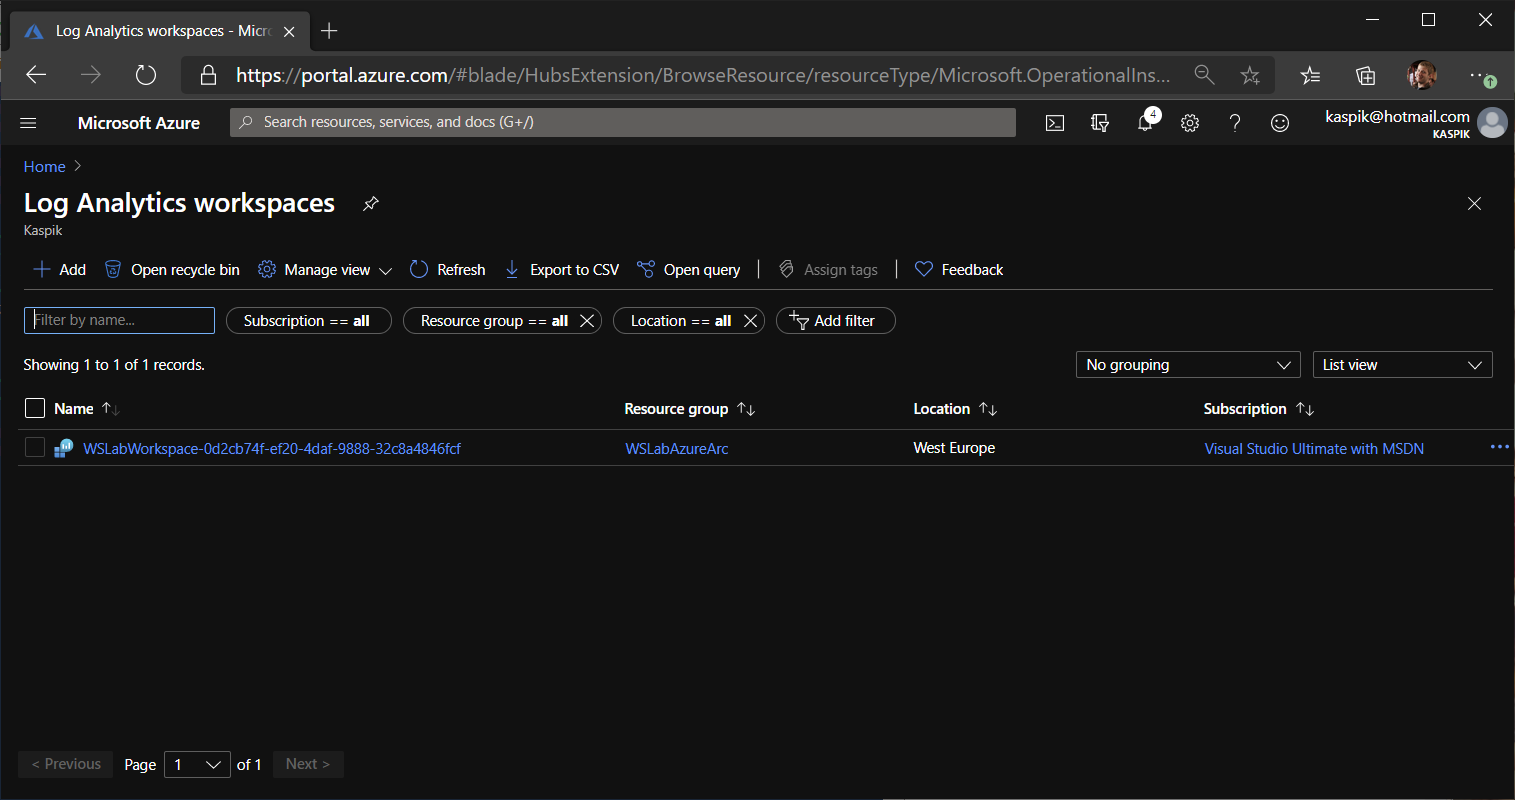 Log Analytics workspaces - Micr
https://portal.azure.com/#blade/HubsExtension/BrowseResource/resourceType/Microsoft.OperationalIns...
Microsoft Azure
Search resources, services, and docs (G+/)
4
kaspik@hotmail.com
KASPIK
Home
Log Analytics workspaces
Kaspik
Add Open recycle bin Manage view Refresh Export to CSV Open query | Assign tags | Feedback
Filter by name... Subscription == all Resource group == all Location == all Add filter
Showing 1 to 1 of 1 records. No grouping List view
Name Resource group Location Subscription
WSLabWorkspace-0d2cb74f-ef20-4daf-9888-32c8a4846fcf WSLabAzureArc West Europe Visual Studio Ultimate with MSDN
< Previous Page 1 of 1 Next >